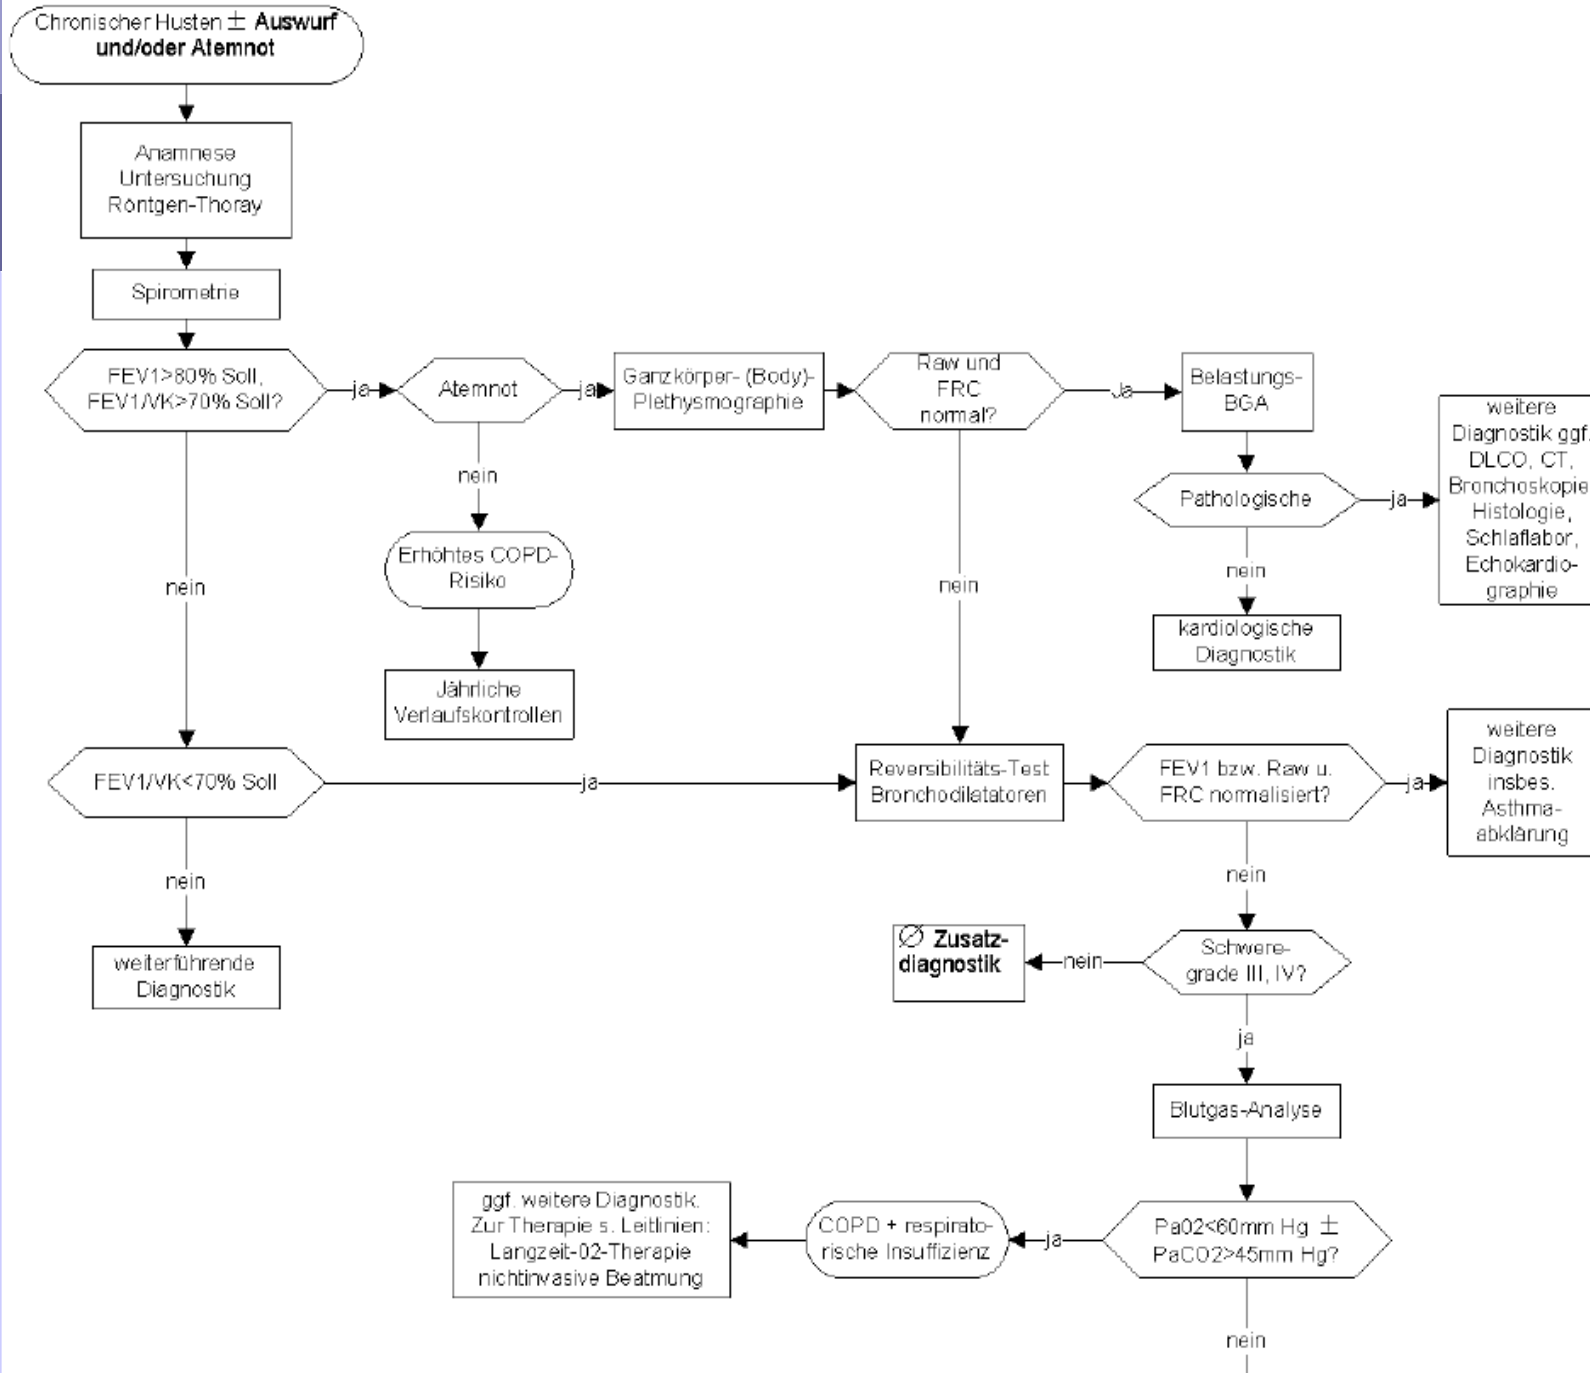 Chronischer Husten ± Auswurf
und/oder Atemnot
Anamnese
Untersuchung
Röntgen-Thoray
Spirometrie
FEV1>80% Soll,
FEV1/VK>70% Soll?
ja
Atemnot
ja
Ganzkörper- (Body)-
Plethysmographie
Raw und
FRC
normal?
Ja
Belastungs-
BGA
weitere
Diagnostik ggf.
DLCO, CT,
Bronchoskopie
Histologie,
Schlaflabor,
Echokardio-
graphie
nein
Pathologische
ja
Erhöhtes COPD-
Risiko
nein
nein
nein
kardiologische
Diagnostik
Jährliche
Verlaufskontrollen
FEV1/VK<70% Soll
ja
Reversibilitäts-Test
Bronchodilatatoren
FEV1 bzw. Raw u.
FRC normalisiert?
ja
weitere
Diagnostik
insbes.
Asthma-
abklärung
nein
nein
weiterführende
Diagnostik
Ø Zusatz-
diagnostik
nein
Schwere-
grade III, IV?
ja
Blutgas-Analyse
ggf. weitere Diagnostik.
Zur Therapie s. Leitlinien:
Langzeit-02-Therapie
nichtinvasive Beatmung
COPD + respirato-
rische Insuffizienz
ja
Pa02<60mm Hg ±
PaCO2>45mm Hg?
nein